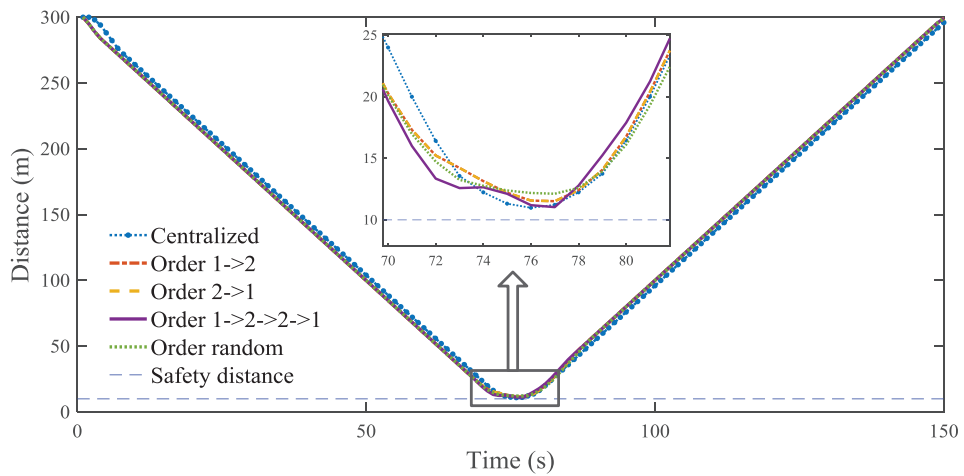 300
250
200
150
100
50
0
Distance (m)
25
20
15
10
70 72 74 76 78 80
Centralized
Order 1->2
Order 2->1
Order 1->2->2->1
Order random
Safety distance
0 50 100 150
Time (s)